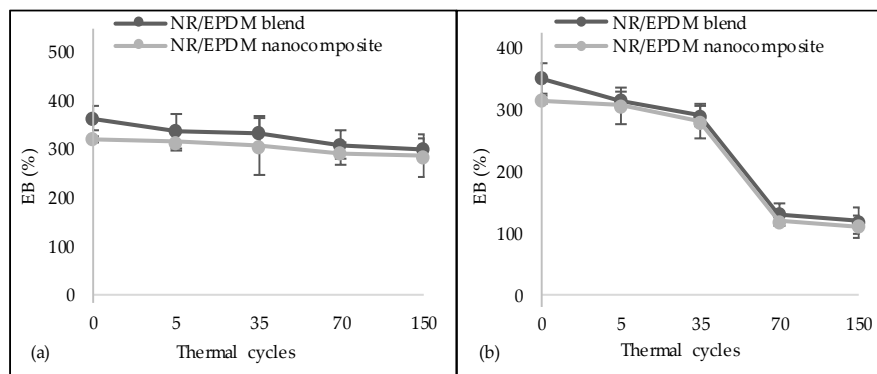 NR/EPDM blend
NR/EPDM nanocomposite
500
400
300
200
100
0
EB (%)
0 5 35 70 150
(a)
Thermal cycles
NR/EPDM blend
NR/EPDM nanocomposite
400
300
200
100
0
EB (%)
0 5 35 70 150
(b)
Thermal cycles